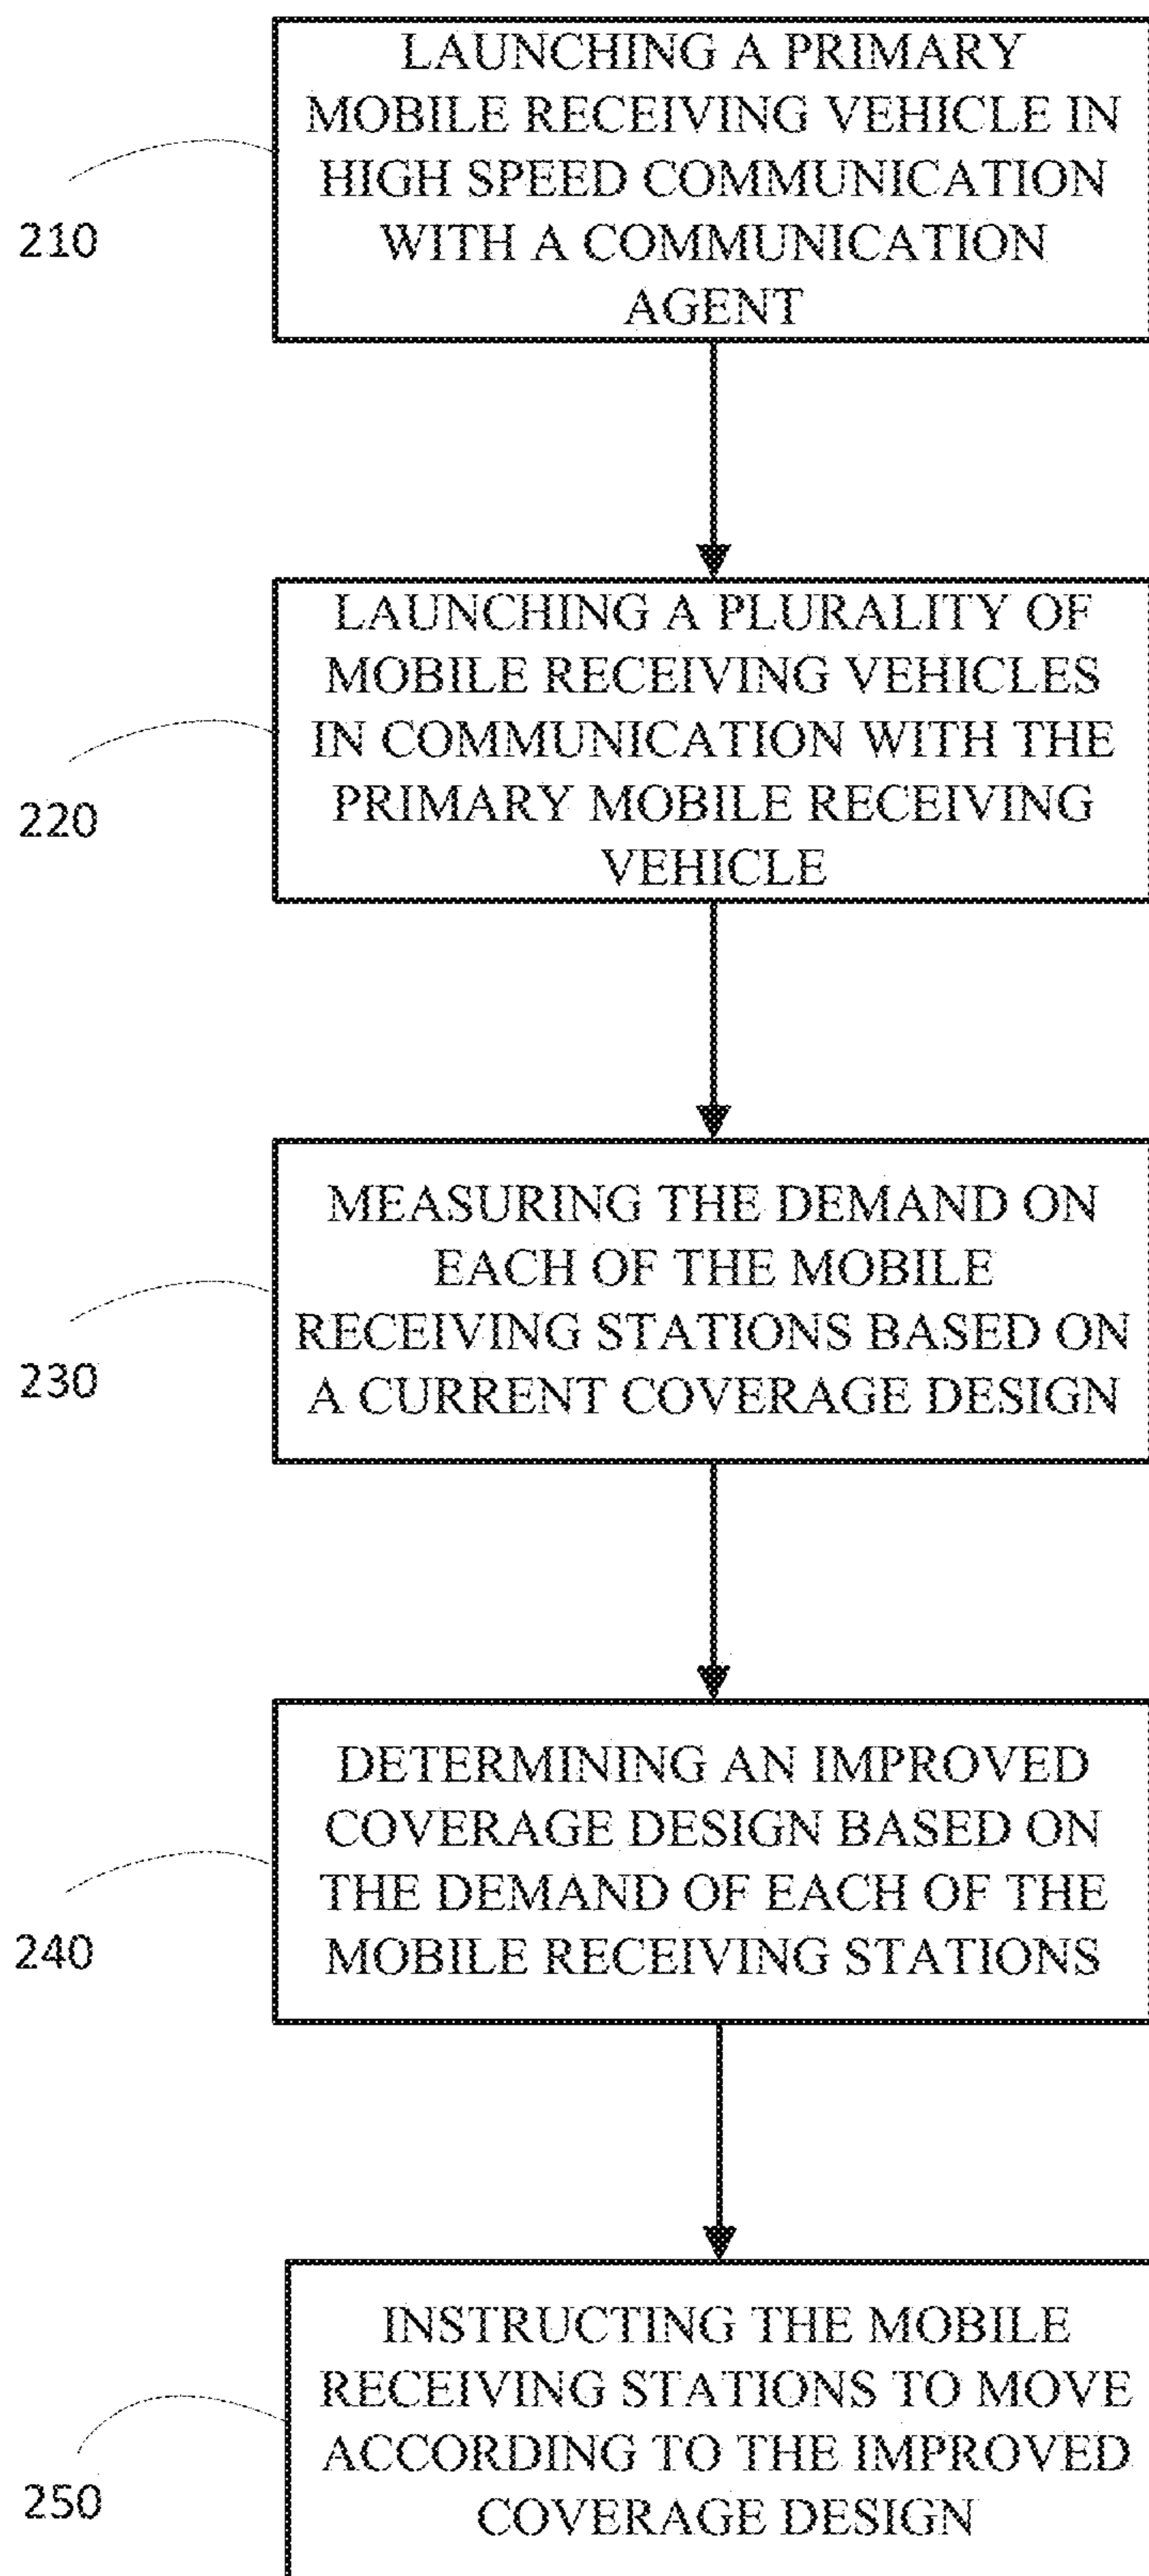 LAUNCHING A PRIMARY
MOBILE RECEIVING VEHICLE IN
HIGH SPEED COMMUNICATION
WITH A COMMUNICATION
AGENT
210
LAUNCHING A PLURALITY OF
MOBILE RECEIVING VEHICLES
IN COMMUNICATION WITH THE
PRIMARY MOBILE RECEIVING
VEHICLE
220
MEASURING THE DEMAND ON
EACH OF THE MOBILE
RECEIVING STATIONS BASED ON
A CURRENT COVERAGE DESIGN
230
DETERMINING AN IMPROVED
COVERAGE DESIGN BASED ON
THE DEMAND OF EACH OF THE
MOBILE RECEIVING STATIONS
240
INSTRUCTING THE MOBILE
RECEIVING STATIONS TO MOVE
ACCORDING TO THE IMPROVED
COVERAGE DESIGN
250